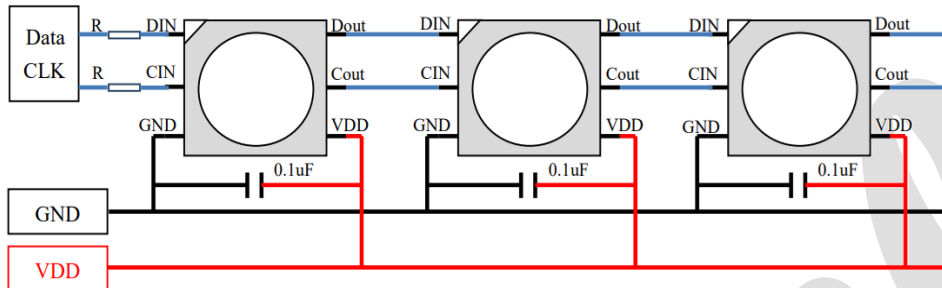 Data
CLK
R
DIN
Dout
DIN
Dout
DIN
Dout
R
CIN
Cout
CIN
Cout
CIN
Cout
GND
VDD
GND
VDD
GND
VDD
0.1uF
0.1uF
0.1uF
GND
VDD